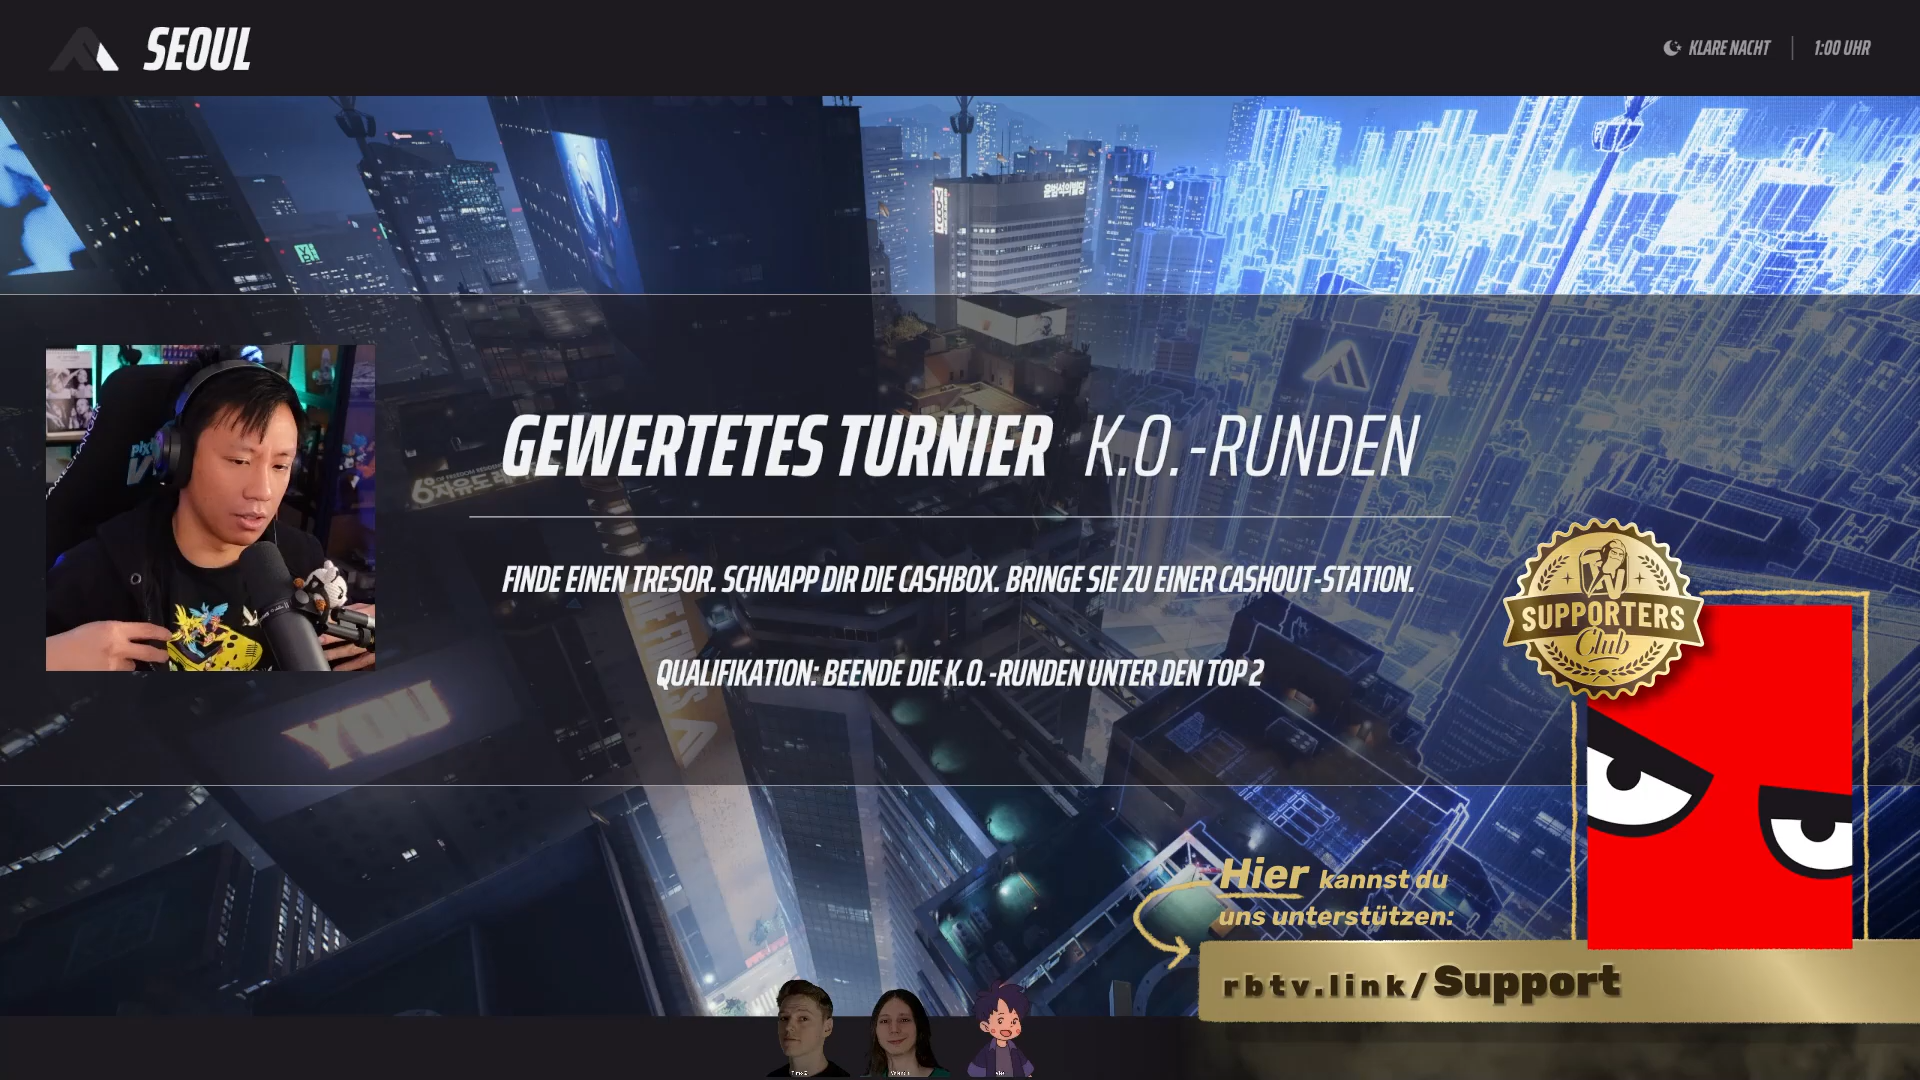 SEOUL
KLARE NACHT
1:00 UHR
GEWERTETES TURNIER K.O.-RUNDEN
FINDE EINEN TRESOR. SCHNAPP DIR DIE CASHBOX. BRINGE SIE ZU EINER CASHOUT-STATION.
QUALIFIKATION: BEENDE DIE K.O.-RUNDEN UNTER DEN TOP 2
YOU
SUPPORTERS
Club
Hier kannst du
uns unterstützen:
rbtv.link/Support